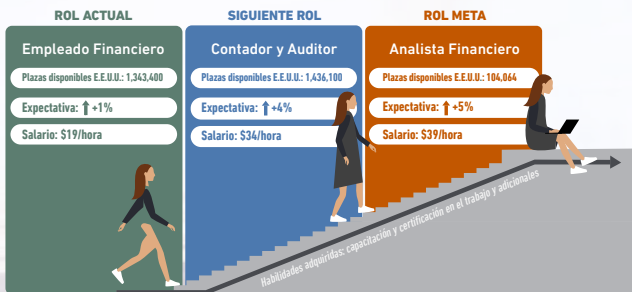 ROL ACTUAL
Empleado Financiero
Plazas disponibles E.E.U.U.: 1,343,400
Expectativa: ↑ +1%
Salario: $19/hora
SIGUIENTE ROL
Contador y Auditor
Plazas disponibles E.E.U.U.: 1,436,100
Expectativa: ↑ +4%
Salario: $34/hora
ROL META
Analista Financiero
Plazas disponibles E.E.U.U.: 104,064
Expectativa: ↑ +5%
Salario: $39/hora
Habilidades adquiridas: capacitación y certificación en el trabajo y adicionales